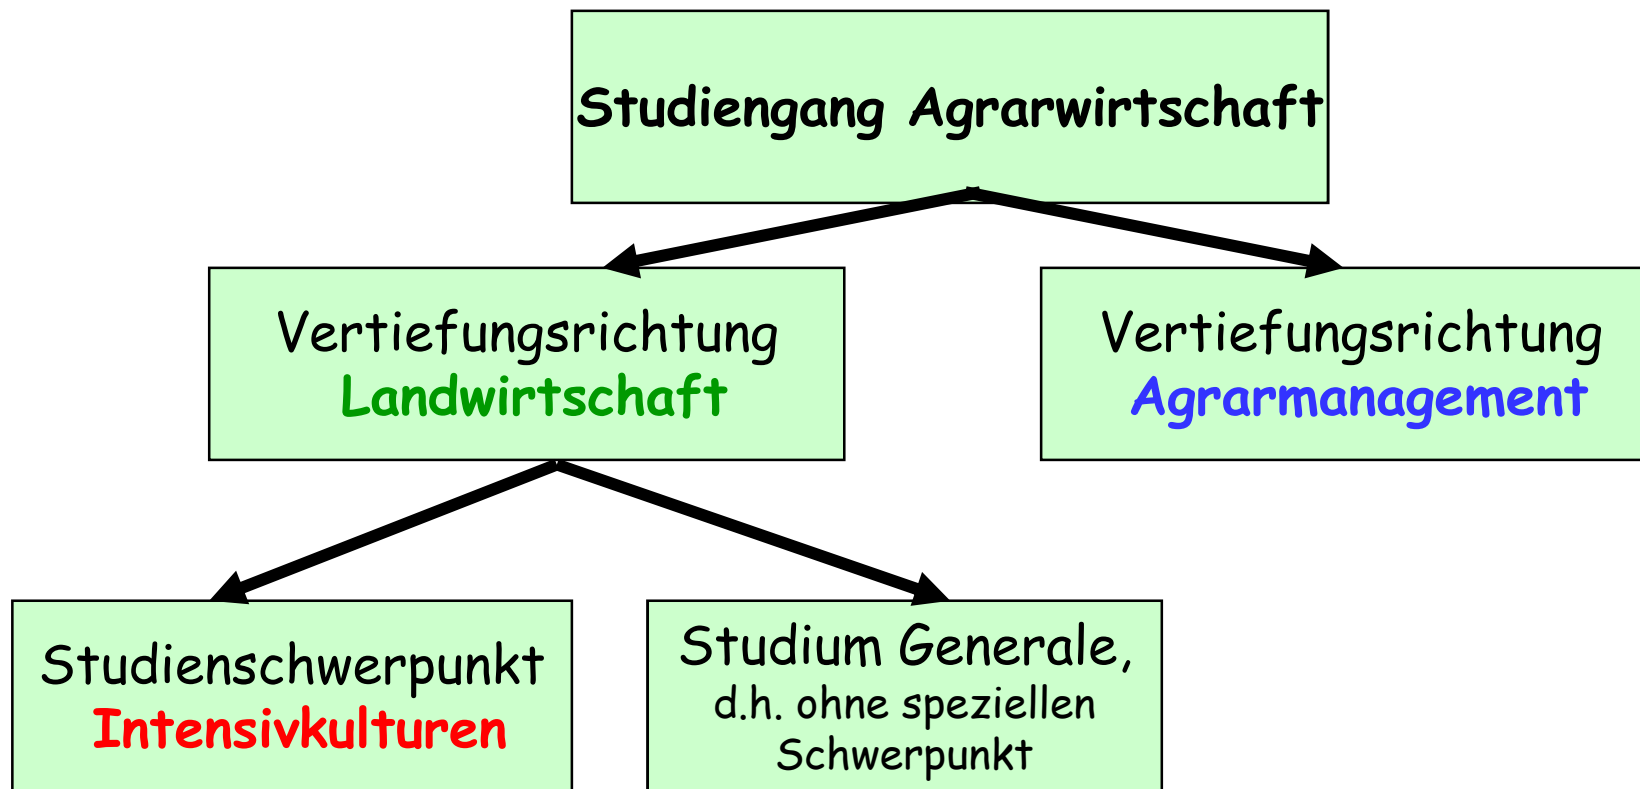 Studiengang Agrarwirtschaft
Vertiefungsrichtung
Landwirtschaft
Vertiefungsrichtung
Agrarmanagement
Studienschwerpunkt
Intensivkulturen
Studium Generale,
d.h. ohne speziellen
Schwerpunkt